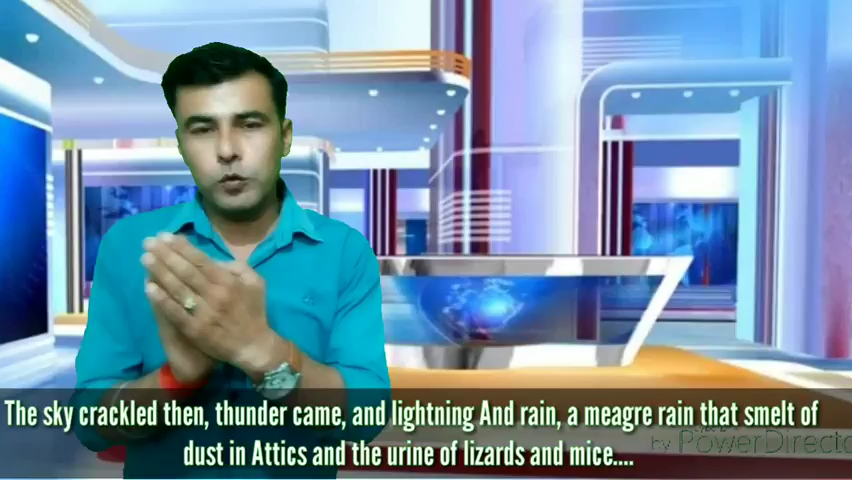 The sky crackled then, thunder came, and lightning And rain, a meagre rain that smelt of
dust in Attics and the urine of lizards and mice....
by PowerDirecto